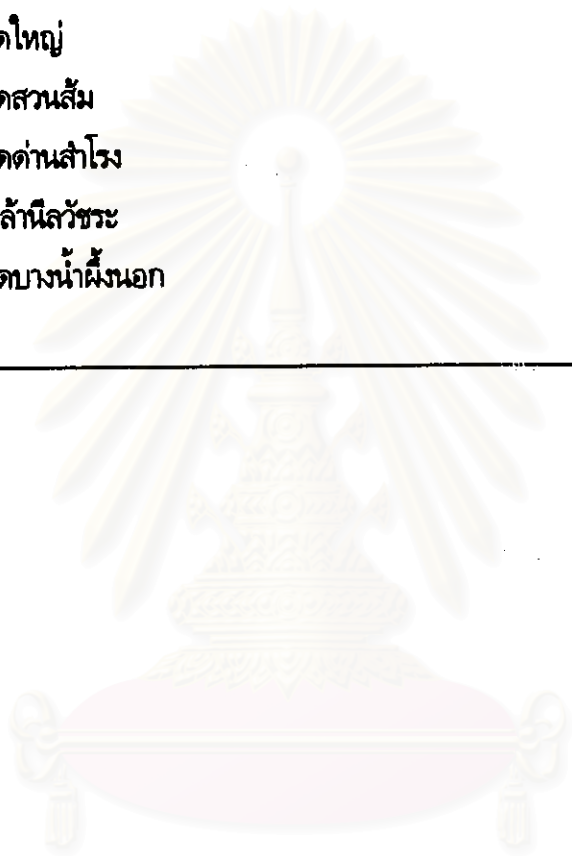 ดใหญ่
ดสวนส้ม
ดด่านสำโรง
ล้านีลวัชระ
ดบางน้ำผึ้งนอก